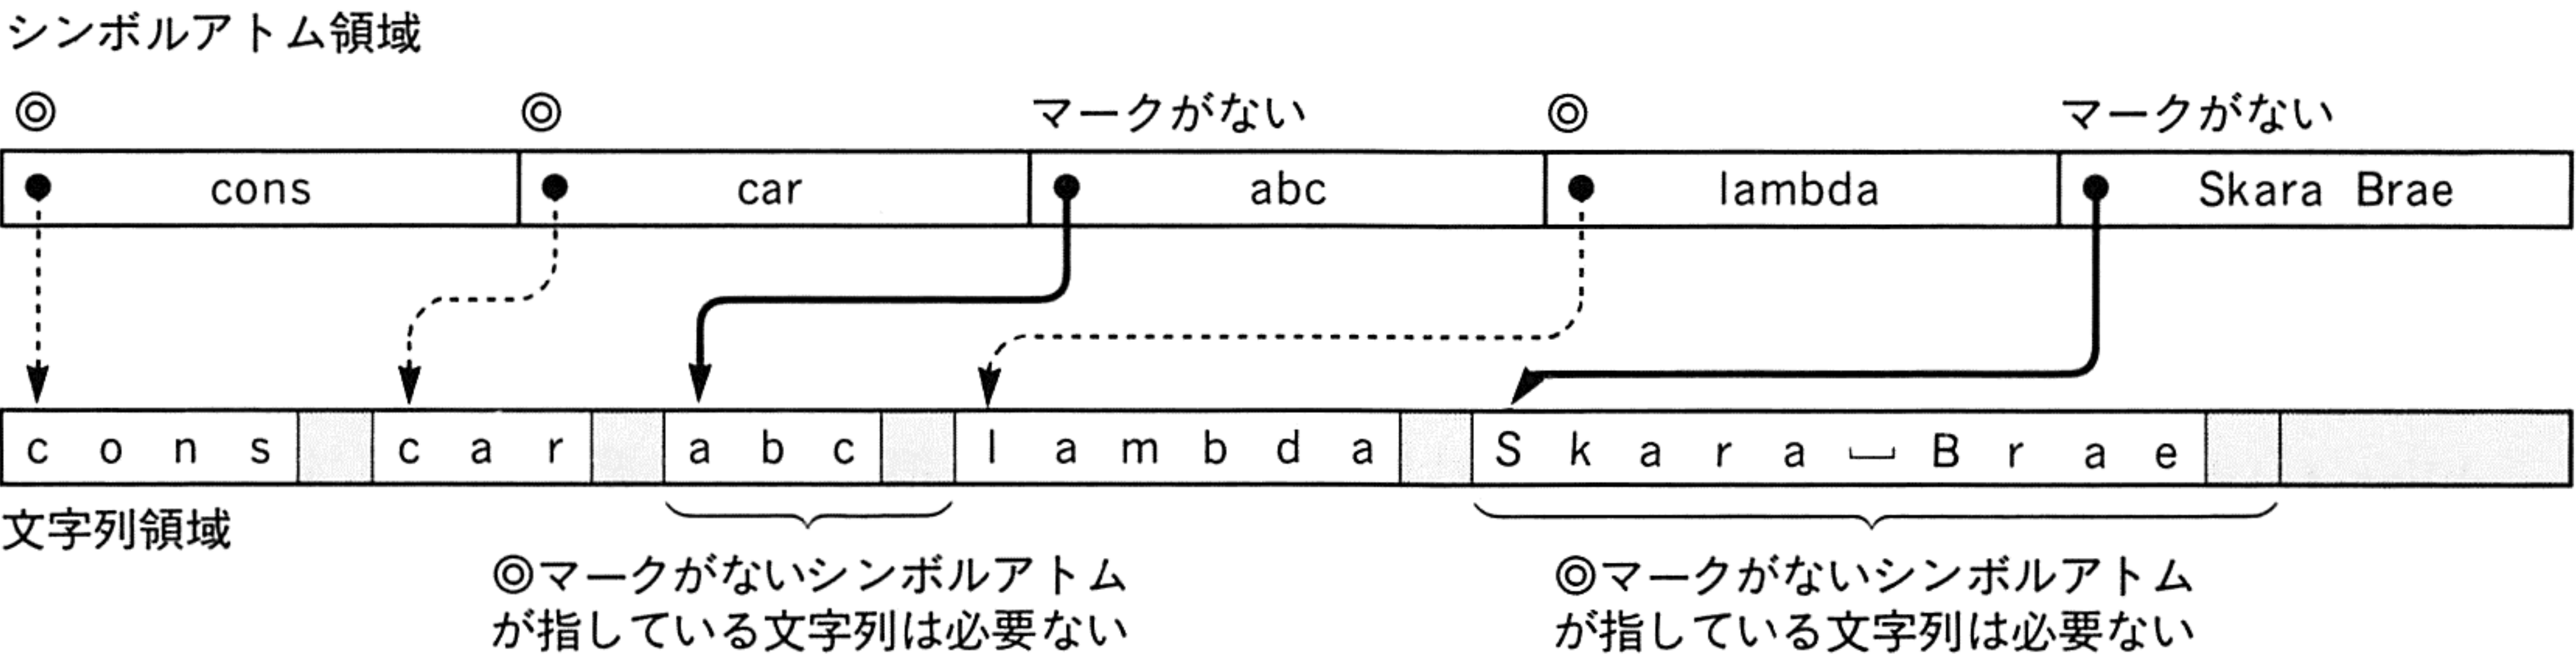 シンボルアトム領域
◎ ◎ マークがない ◎ マークがない
cons car abc lambda Skara Brae
c o n s c a r a b c l a m b d a S k a r a ⎵ B r a e
文字列領域
◎マークがないシンボルアトム
が指している文字列は必要ない
◎マークがないシンボルアトム
が指している文字列は必要ない